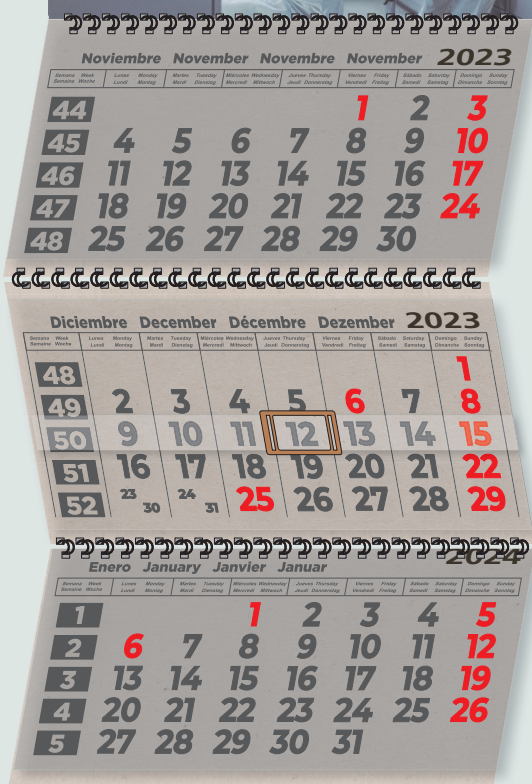 Noviembre November Novembre November 2023
Semana Week Lunes Monday Martes Tuesday Miércoles Wednesday Jueves Thursday Viernes Friday Sábado Saturday Domingo Sunday
Semaine Woche Lundi Montag Mardi Dienstag Mercredi Mittwoch Jeudi Donnerstag Vendredi Freitag Samedi Samstag Dimanche Sonntag
44 1 2 3
45 4 5 6 7 8 9 10
46 11 12 13 14 15 16 17
47 18 19 20 21 22 23 24
48 25 26 27 28 29 30
Diciembre December Décembre Dezember 2023
Semana Week Lunes Monday Martes Tuesday Miércoles Wednesday Jueves Thursday Viernes Friday Sábado Saturday Domingo Sunday
Semaine Woche Lundi Montag Mardi Dienstag Mercredi Mittwoch Jeudi Donnerstag Vendredi Freitag Samedi Samstag Dimanche Sonntag
48 1
49 2 3 4 5 6 7 8
50 9 10 11 12 13 14 15
51 16 17 18 19 20 21 22
52 23 30 24 31 25 26 27 28 29
2024
Enero January Janvier Januar
Semana Week Lunes Monday Martes Tuesday Miércoles Wednesday Jueves Thursday Viernes Friday Sábado Saturday Domingo Sunday
Semaine Woche Lundi Montag Mardi Dienstag Mercredi Mittwoch Jeudi Donnerstag Vendredi Freitag Samedi Samstag Dimanche Sonntag
1 1 2 3 4 5
2 6 7 8 9 10 11 12
3 13 14 15 16 17 18 19
4 20 21 22 23 24 25 26
5 27 28 29 30 31